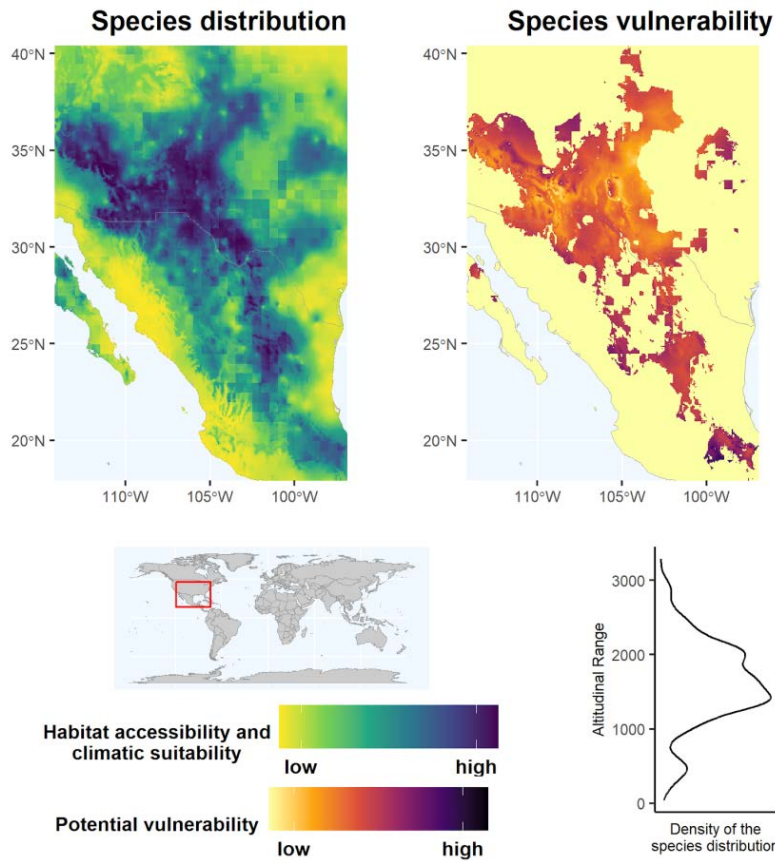 Species distribution
Species vulnerability
40°N
35°N
30°N
25°N
20°N
110°W 105°W 100°W
40°N
35°N
30°N
25°N
20°N
110°W 105°W 100°W
Habitat accessibility and
climatic suitability
low high
Potential vulnerability
low high
Altitudinal Range
3000
2000
1000
0
Density of the
species distribution